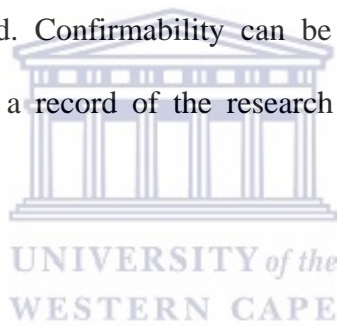 d. Confirmability can be
a record of the research
UNIVERSITY of the
WESTERN CAPE